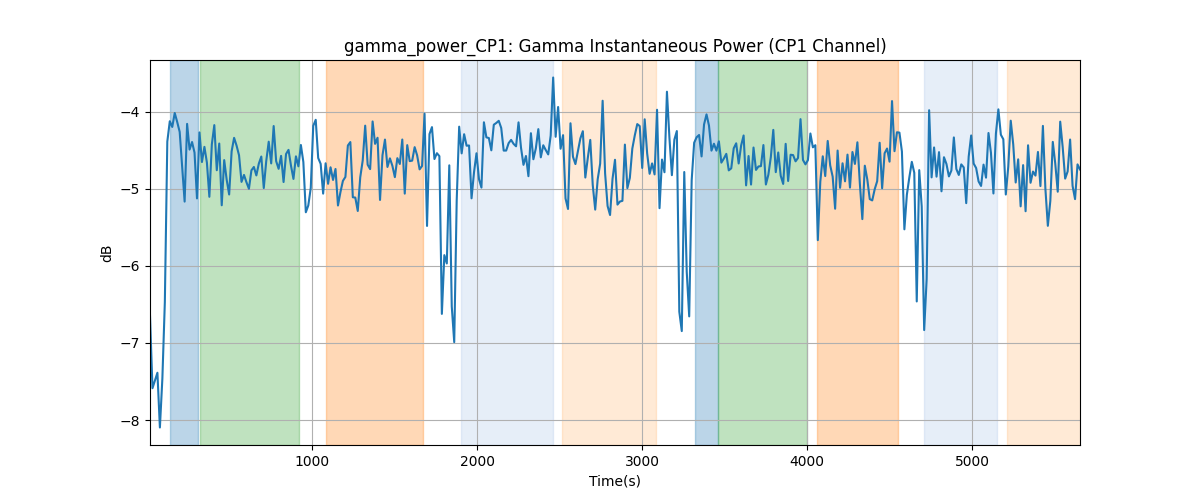 gamma_power_CP1: Gamma Instantaneous Power (CP1 Channel)
−4
−5
−6
−7
−8
dB
1000 2000 3000 4000 5000
Time(s)